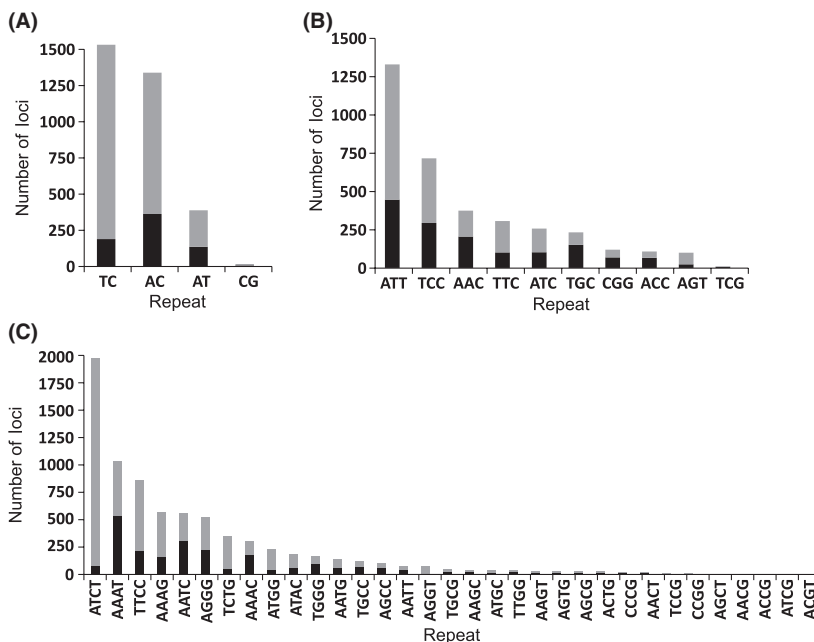 (A)
1500
1250
1000
750
500
250
0
Number of loci
TC AC AT CG
Repeat
(B)
1500
1250
1000
750
500
250
0
Number of loci
ATT TCC AAC TTC ATC TGC CGG ACC AGT TCG
Repeat
(C)
2000
1750
1500
1250
1000
750
500
250
0
Number of loci
ATCT AAAT TTCC AAAG AATC AGGG TCTG AAAC ATGG ATAC TGGG AATG TGCC AGCC AATT AGGT TGCG AAGC ATGC TTGG AAGT AGTG AGCG ACTG CCCG AACT TCCG CCGG AGCT AACG ACCG ATCG ACGT
Repeat